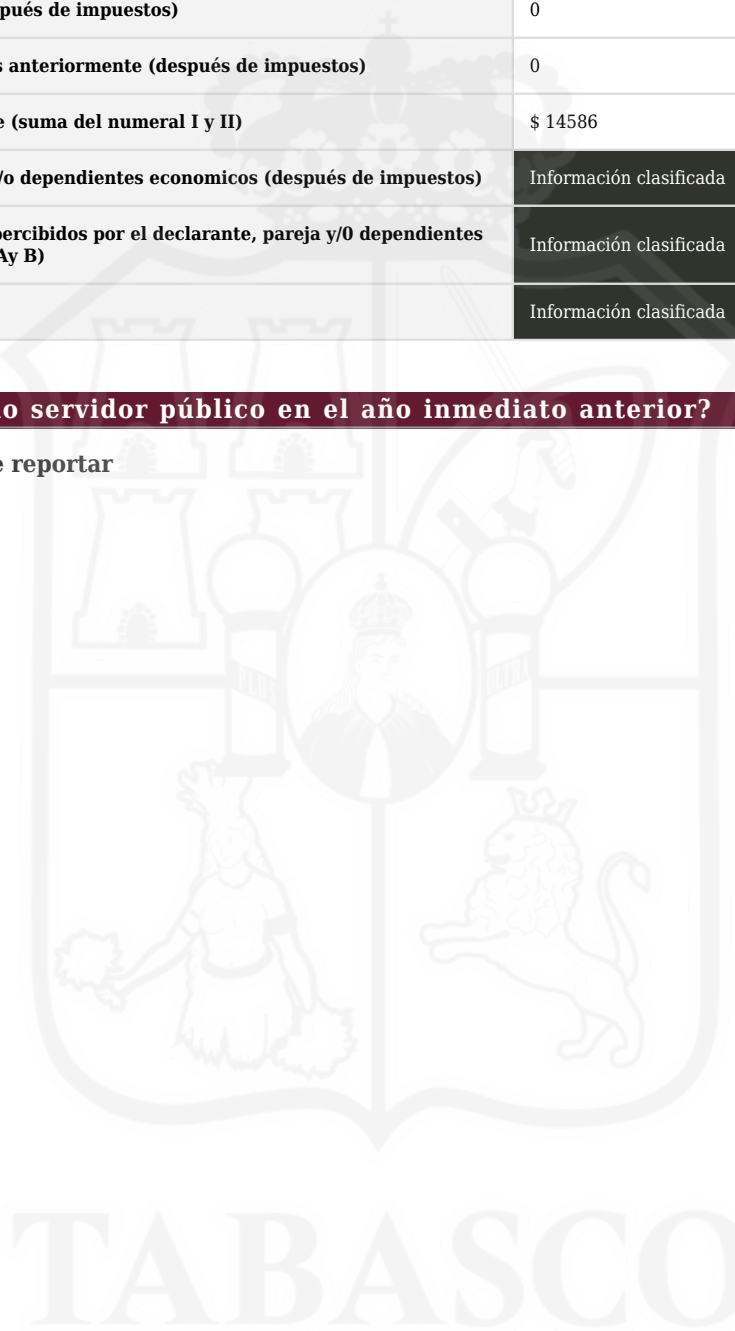 pués de impuestos) 0
s anteriormente (después de impuestos) 0
e (suma del numeral I y II) $ 14586
/o dependientes economicos (después de impuestos) Información clasificada
percibidos por el declarante, pareja y/0 dependientes
Ay B) Información clasificada
Información clasificada
o servidor público en el año inmediato anterior?
e reportar
PLUS ULTRA
TABASCO